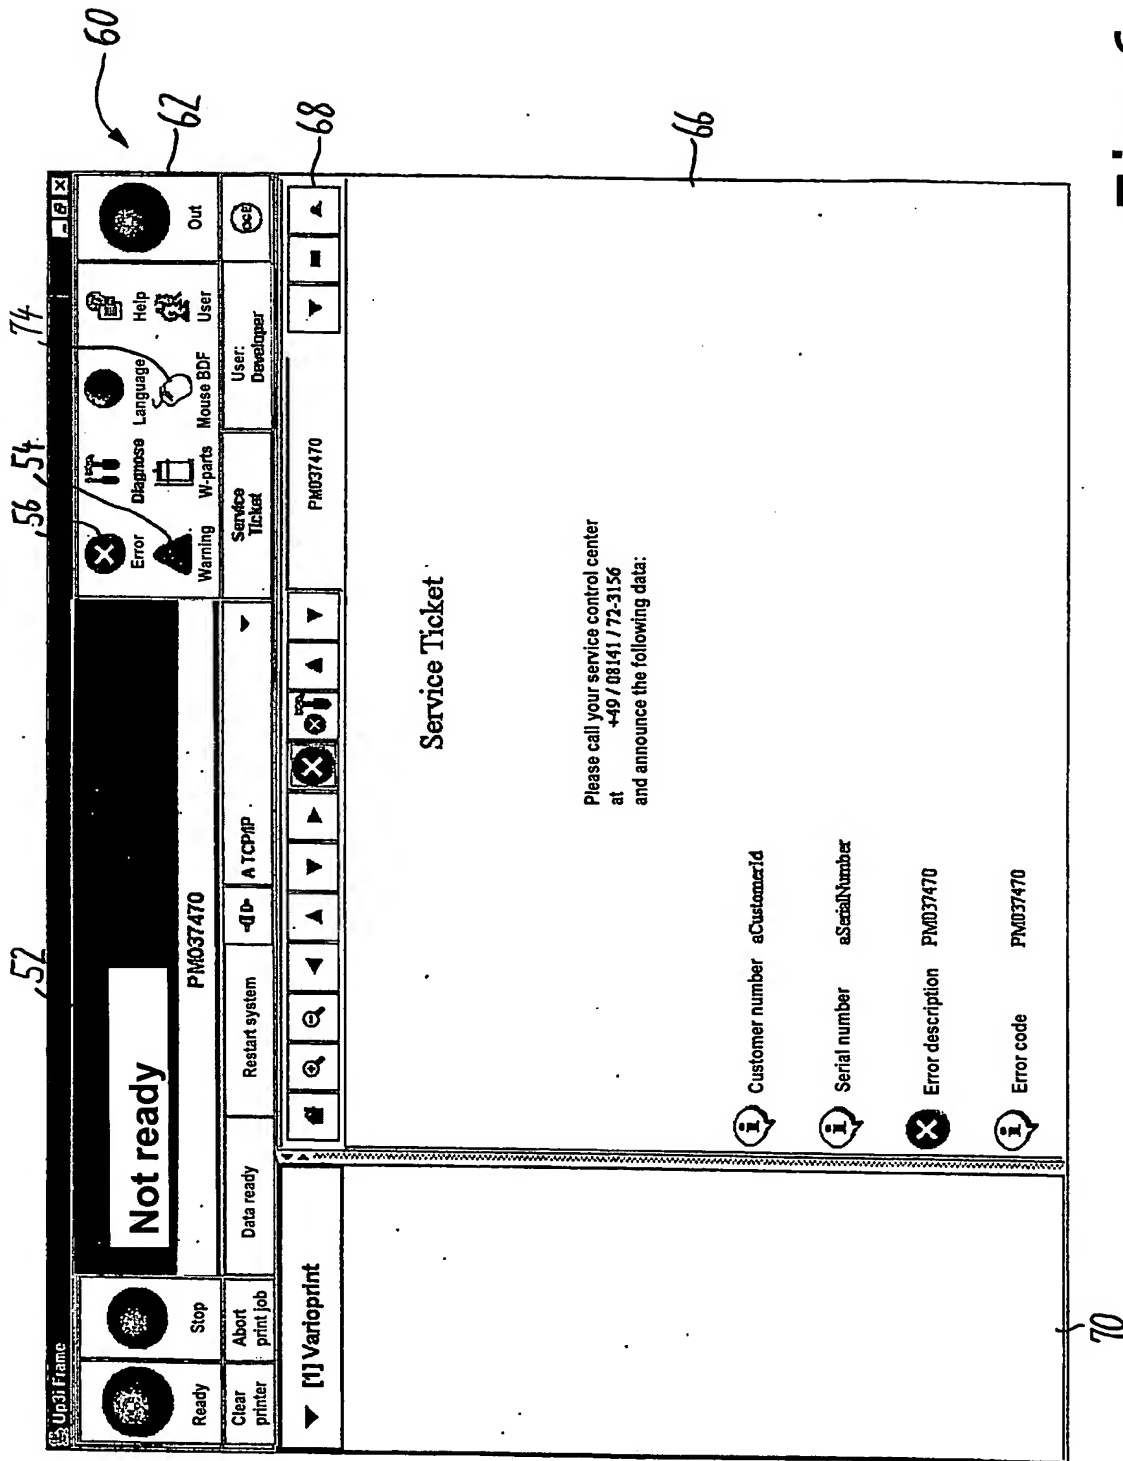 52
56, 54
74
60
Up3i Frame
62
Ready
Stop
Not ready
PM037470
Error
Diagnose
Language
Help
Warning
W-parts
Mouse BDF
User
Out
Clear printer
Abort print job
Data ready
Restart system
A TCP/IP
Service Ticket
User: Developer
OCE
[1] Varioprint
PM037470
68
Service Ticket
Please call your service control center
at +49 / 08141 / 72-3156
and announce the following data:
66
Customer number aCustomerId
Serial number aSerialNumber
Error description PM037470
Error code PM037470
70